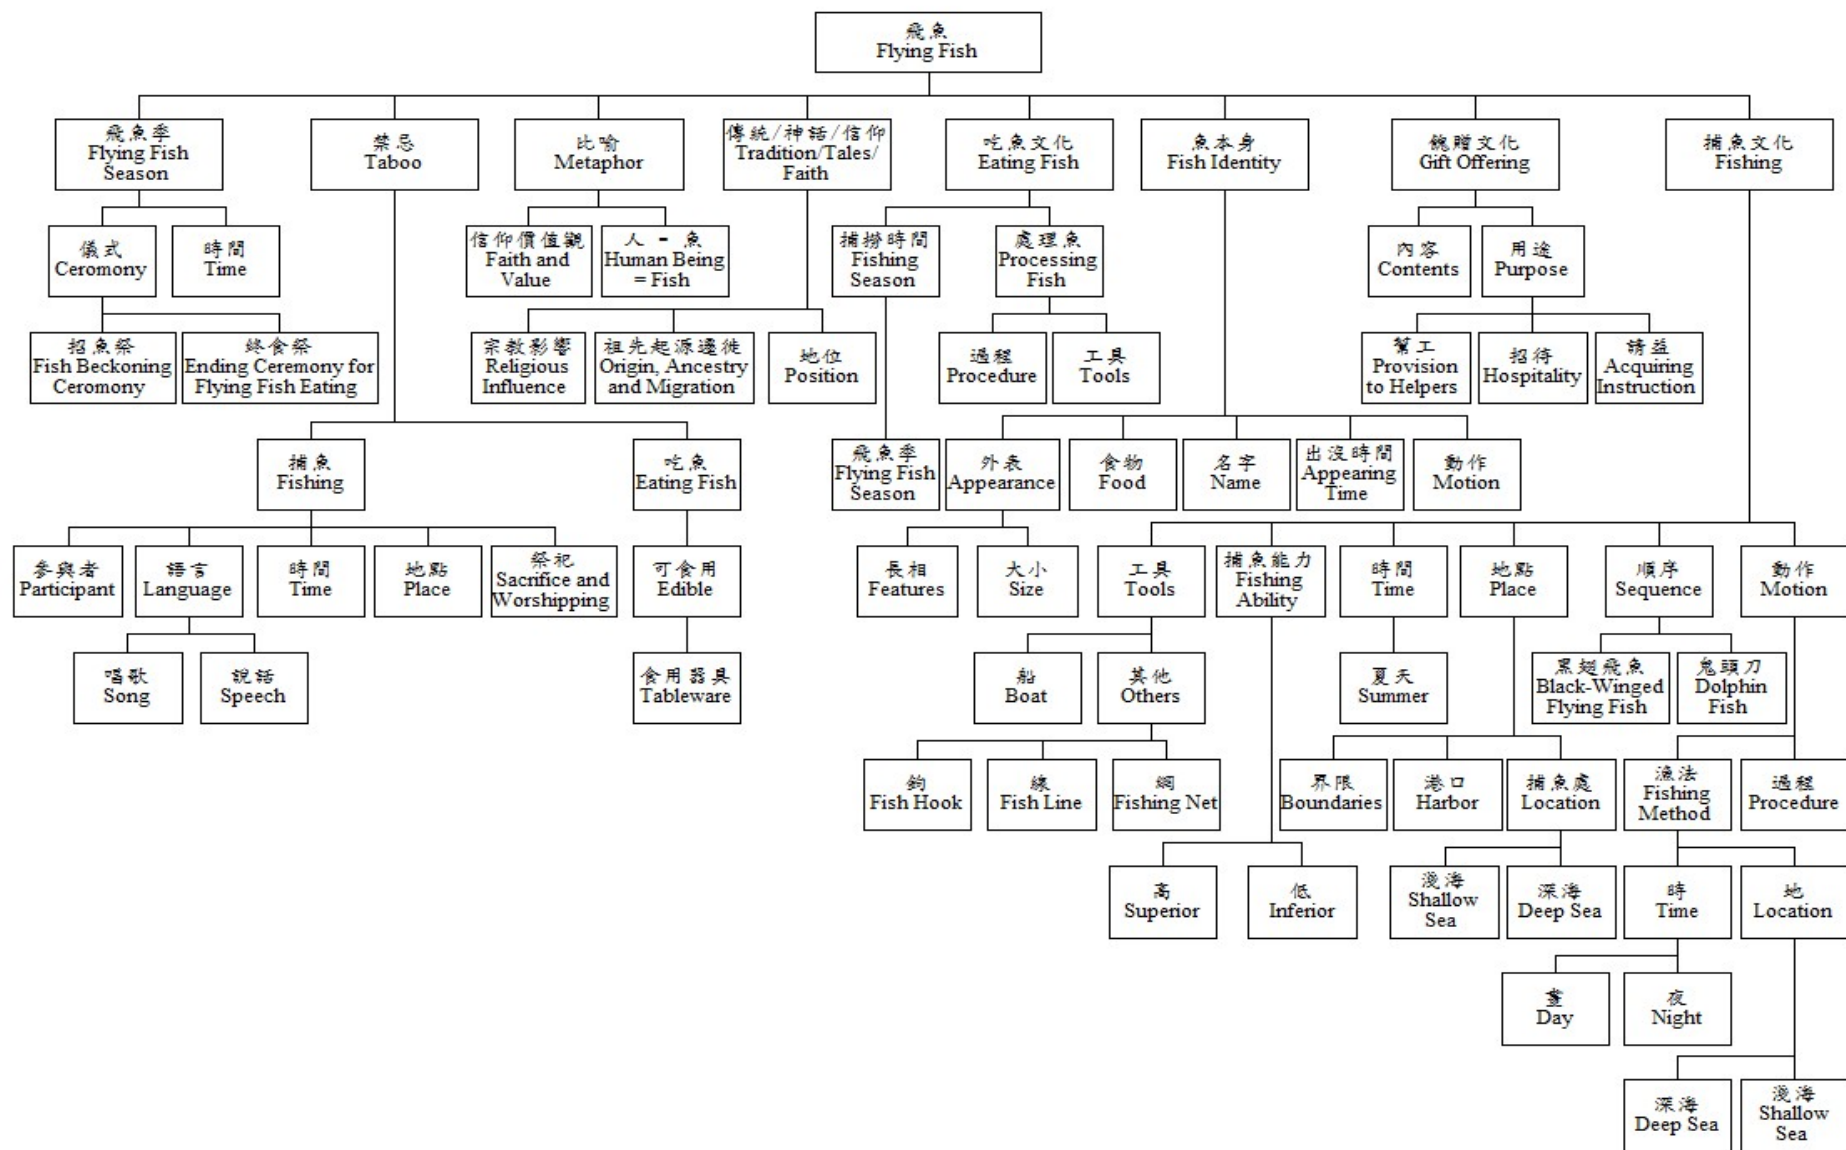 飛魚
Flying Fish
飛魚季
Flying Fish
Season
禁忌
Taboo
比喻
Metaphor
傳統/神話/信仰
Tradition/Tales/
Faith
吃魚文化
Eating Fish
魚本身
Fish Identity
餽贈文化
Gift Offering
捕魚文化
Fishing
儀式
Ceromony
時間
Time
信仰價值觀
Faith and
Value
人 = 魚
Human Being
= Fish
捕撈時間
Fishing
Season
處理魚
Processing
Fish
內容
Contents
用途
Purpose
招魚祭
Fish Beckoning
Ceremony
終食祭
Ending Ceremony for
Flying Fish Eating
宗教影響
Religious
Influence
祖先起源遷徙
Origin, Ancestry
and Migration
地位
Position
過程
Procedure
工具
Tools
幫工
Provision
to Helpers
招待
Hospitality
請益
Acquiring
Instruction
捕魚
Fishing
吃魚
Eating Fish
飛魚季
Flying Fish
Season
外表
Appearance
食物
Food
名字
Name
出沒時間
Appearing
Time
動作
Motion
參與者
Participant
語言
Language
時間
Time
地點
Place
祭祀
Sacrifice and
Worshipping
可食用
Edible
長相
Features
大小
Size
工具
Tools
捕魚能力
Fishing
Ability
時間
Time
地點
Place
順序
Sequence
動作
Motion
唱歌
Song
說話
Speech
食用器具
Tableware
船
Boat
其他
Others
夏天
Summer
黑翅飛魚
Black-Winged
Flying Fish
鬼頭刀
Dolphin
Fish
鉤
Fish Hook
線
Fish Line
網
Fishing Net
界限
Boundaries
港口
Harbor
捕魚處
Location
漁法
Fishing
Method
過程
Procedure
高
Superior
低
Inferior
淺海
Shallow
Sea
深海
Deep Sea
時
Time
地
Location
晝
Day
夜
Night
深海
Deep Sea
淺海
Shallow
Sea